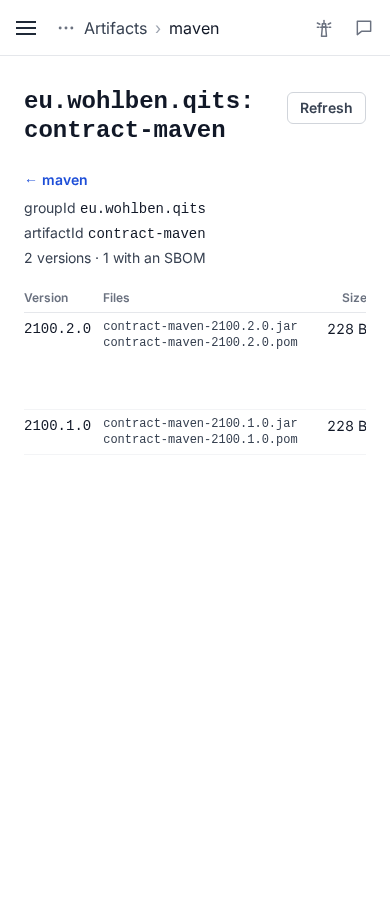 Artifacts › maven
eu.wohlben.qits:
contract-maven
Refresh
← maven
groupId eu.wohlben.qits
artifactId contract-maven
2 versions · 1 with an SBOM
Version Files Size
2100.2.0 contract-maven-2100.2.0.jar 228 B
contract-maven-2100.2.0.pom
2100.1.0 contract-maven-2100.1.0.jar 228 B
contract-maven-2100.1.0.pom